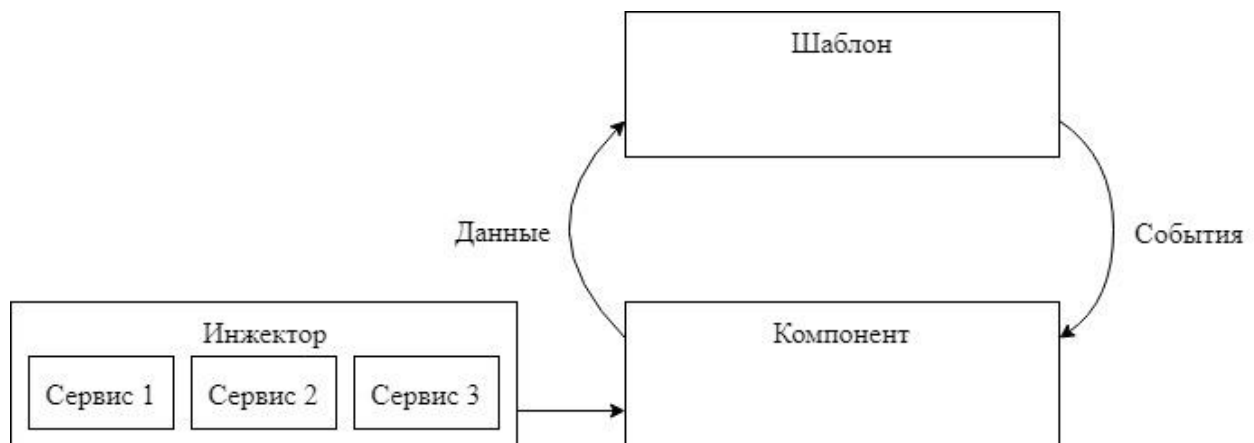 Шаблон
Данные
События
Инжектор
Компонент
Сервис 1
Сервис 2
Сервис 3